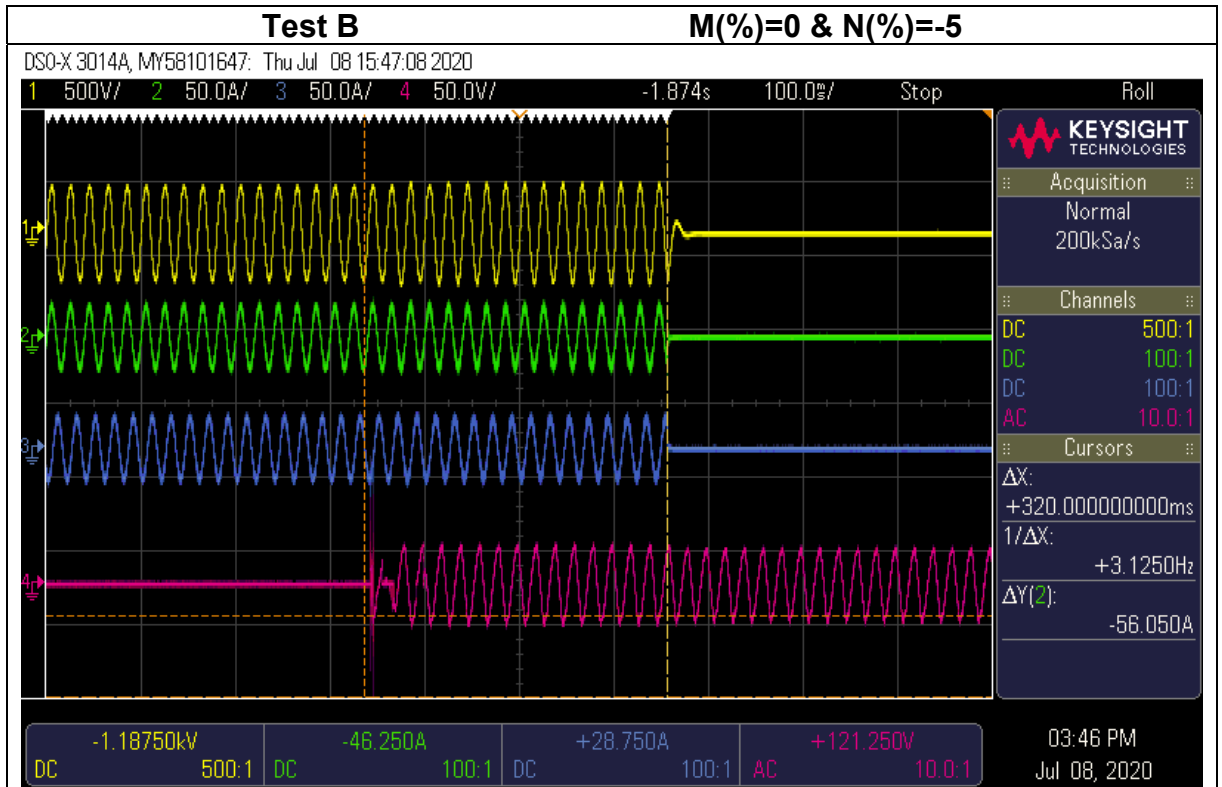 Test B M(%)=0 & N(%)=-5
DSO-X 3014A, MY58101647: Thu Jul 08 15:47:08 2020
1 500V/ 2 50.0A/ 3 50.0A/ 4 50.0V/ -1.874s 100.0ms/ Stop Roll
KEYSIGHT
TECHNOLOGIES
Acquisition
Normal
200kSa/s
Channels
DC 500:1
DC 100:1
DC 100:1
AC 10.0:1
Cursors
ΔX:
+320.000000000ms
1/ΔX:
+3.1250Hz
ΔY(2):
-56.050A
1
2
3
4
-1.18750kV -46.250A +28.750A +121.250V
DC 500:1 DC 100:1 DC 100:1 AC 10.0:1
03:46 PM
Jul 08, 2020